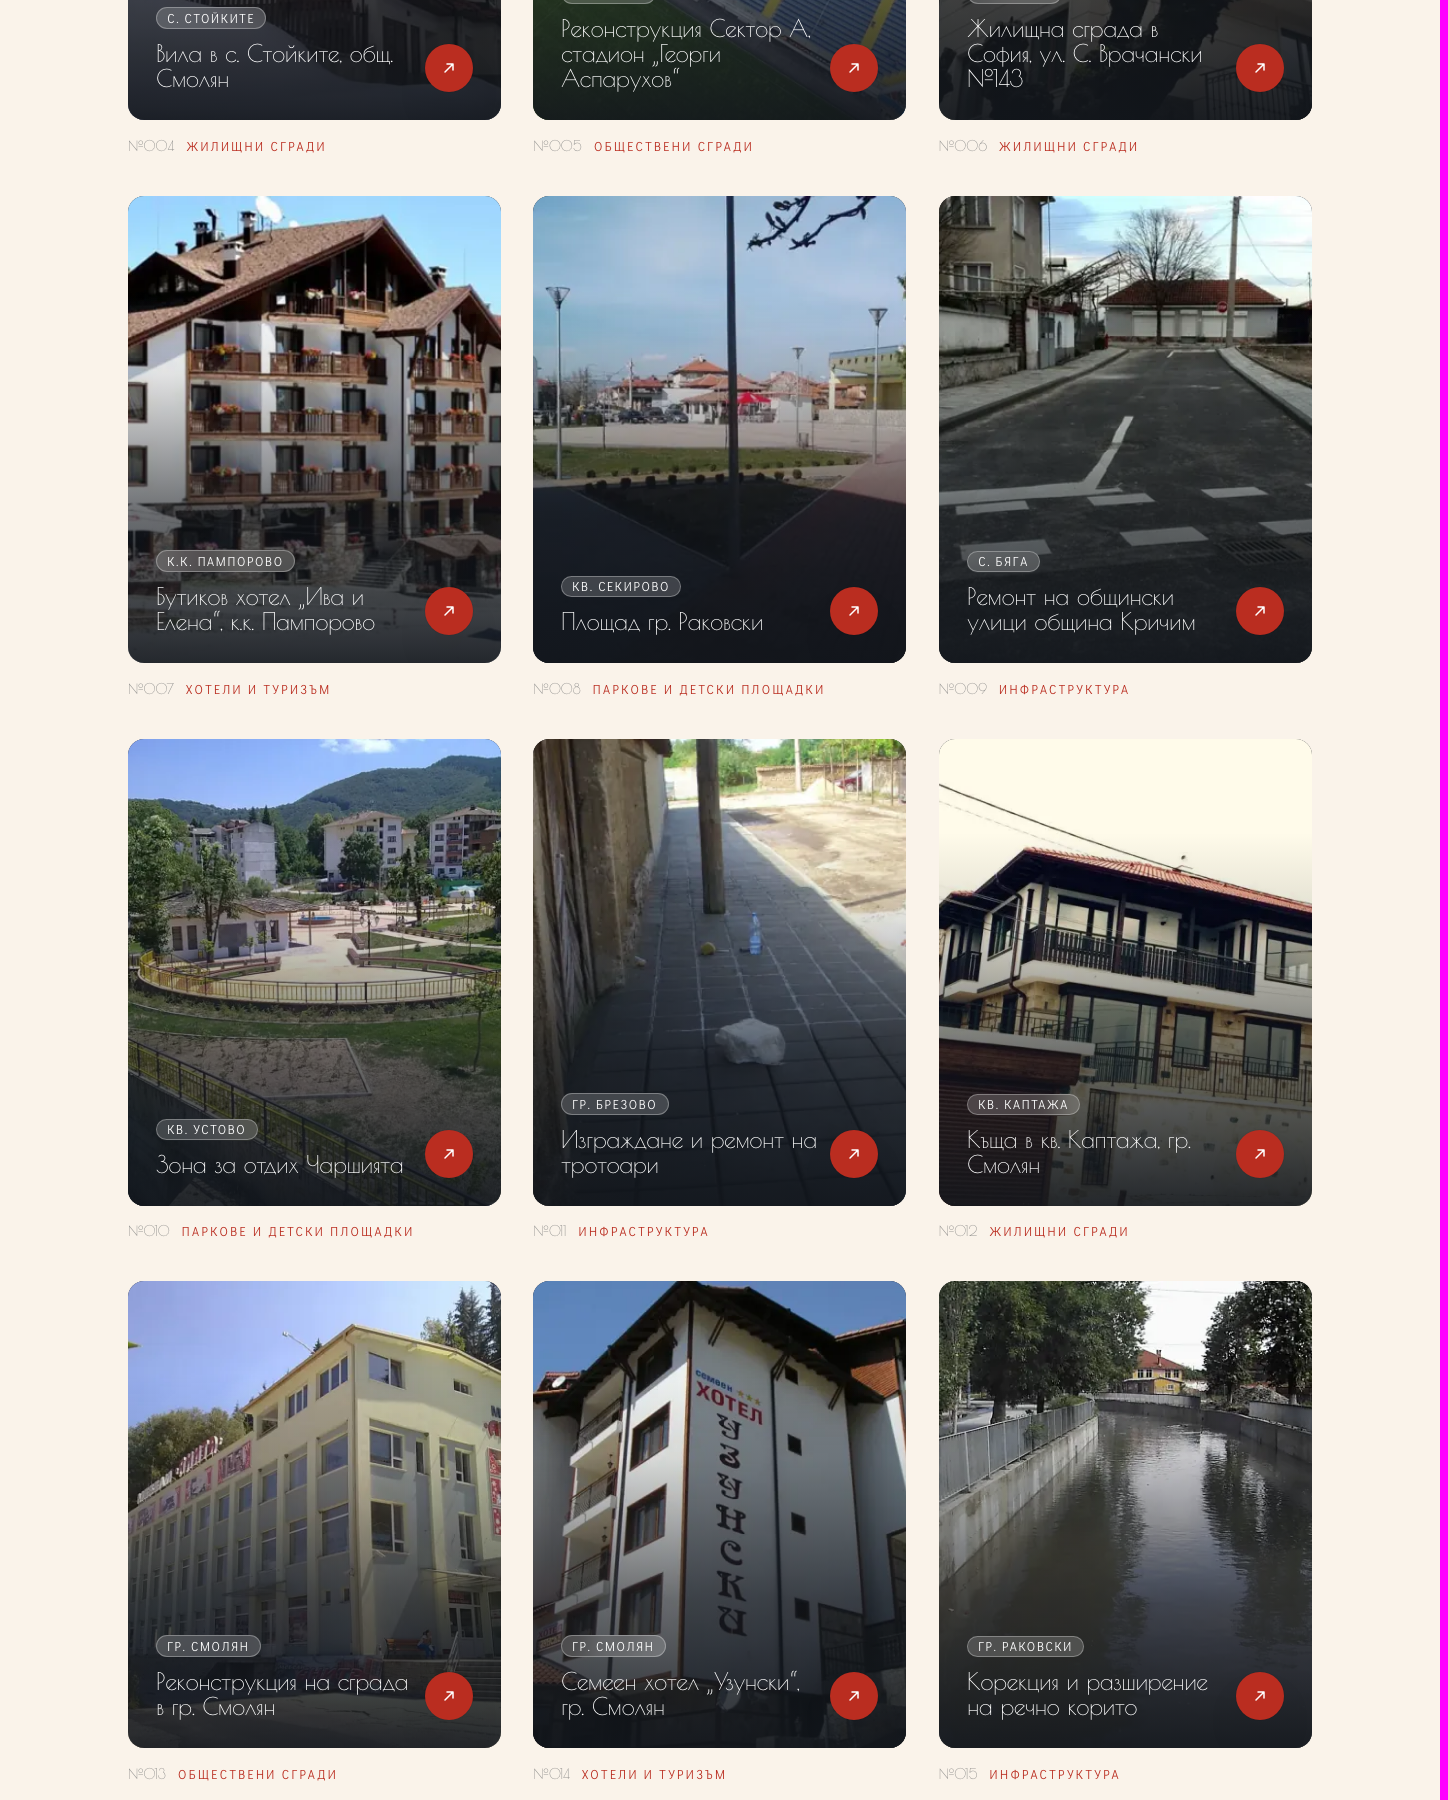 С. СТОЙКИТЕ
Вила в с. Стойките, общ.
Смолян
Реконструкция Сектор А,
стадион „Георги
Аспарухов“
Жилищна сграда в
София, ул. С. Врачански
№143
№004 ЖИЛИЩНИ СГРАДИ
№005 ОБЩЕСТВЕНИ СГРАДИ
№006 ЖИЛИЩНИ СГРАДИ
К.К. ПАМПОРОВО
Бутиков хотел „Ива и
Елена“, к.к. Пампорово
КВ. СЕКИРОВО
Площад гр. Раковски
С. БЯГА
Ремонт на общински
улици община Кричим
№007 ХОТЕЛИ И ТУРИЗЪМ
№008 ПАРКОВЕ И ДЕТСКИ ПЛОЩАДКИ
№009 ИНФРАСТРУКТУРА
КВ. УСТОВО
Зона за отдих Чаршията
ГР. БРЕЗОВО
Изграждане и ремонт на
тротоари
КВ. КАПТАЖА
Къща в кв. Каптажа, гр.
Смолян
№010 ПАРКОВЕ И ДЕТСКИ ПЛОЩАДКИ
№011 ИНФРАСТРУКТУРА
№012 ЖИЛИЩНИ СГРАДИ
ГР. СМОЛЯН
Реконструкция на сграда
в гр. Смолян
семеен
ХОТЕЛ
УЗУНСКИ
ГР. СМОЛЯН
Семеен хотел „Узунски“,
гр. Смолян
ГР. РАКОВСКИ
Корекция и разширение
на речно корито
№013 ОБЩЕСТВЕНИ СГРАДИ
№014 ХОТЕЛИ И ТУРИЗЪМ
№015 ИНФРАСТРУКТУРА